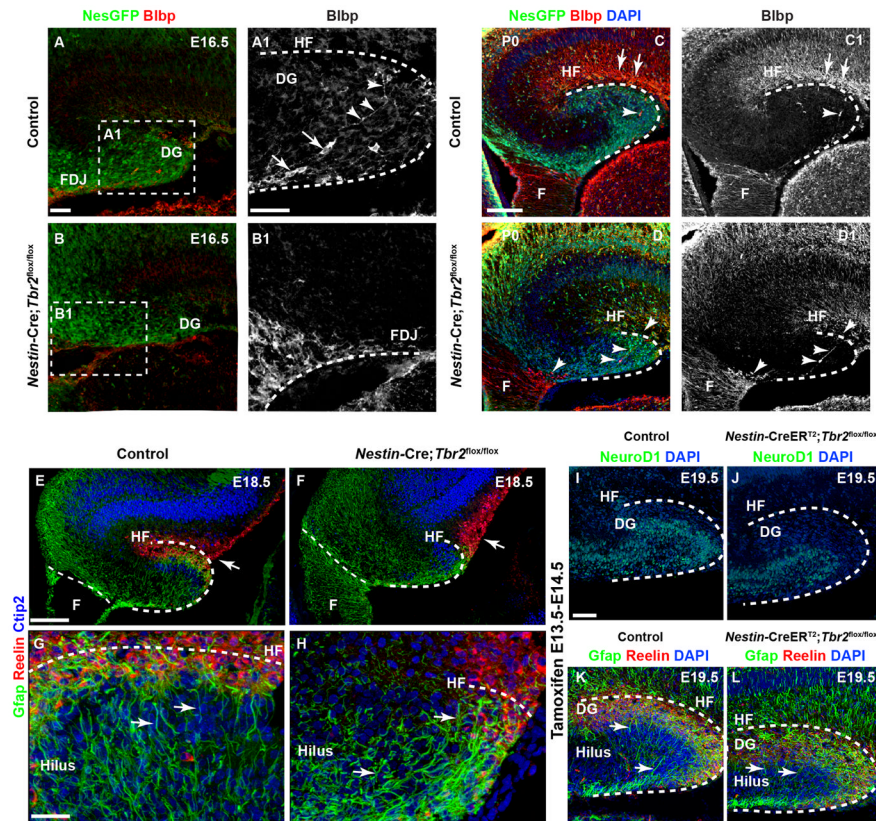 NesGFP Blbp
Blbp
NesGFP Blbp DAPI
Blbp
Control
A
E16.5
A1
DG
FDJ
A1
HF
DG
P0
C
HF
F
C1
Nestin-Cre;Tbr2flox/flox
B
E16.5
B1
DG
B1
FDJ
Nestin-Cre;Tbr2flox/flox
P0
D
HF
F
D1
Control
Nestin-Cre;Tbr2flox/flox
Gfap Reelin Ctip2
E
E18.5
HF
F
F
E18.5
HF
F
G
HF
Hilus
H
HF
Hilus
Tamoxifen E13.5-E14.5
Control
Nestin-CreERT2;Tbr2flox/flox
NeuroD1 DAPI
NeuroD1 DAPI
I
E19.5
HF
DG
J
E19.5
HF
DG
Control
Nestin-CreERT2;Tbr2flox/flox
Gfap Reelin DAPI
Gfap Reelin DAPI
K
E19.5
DG
HF
Hilus
L
E19.5
HF
DG
Hilus